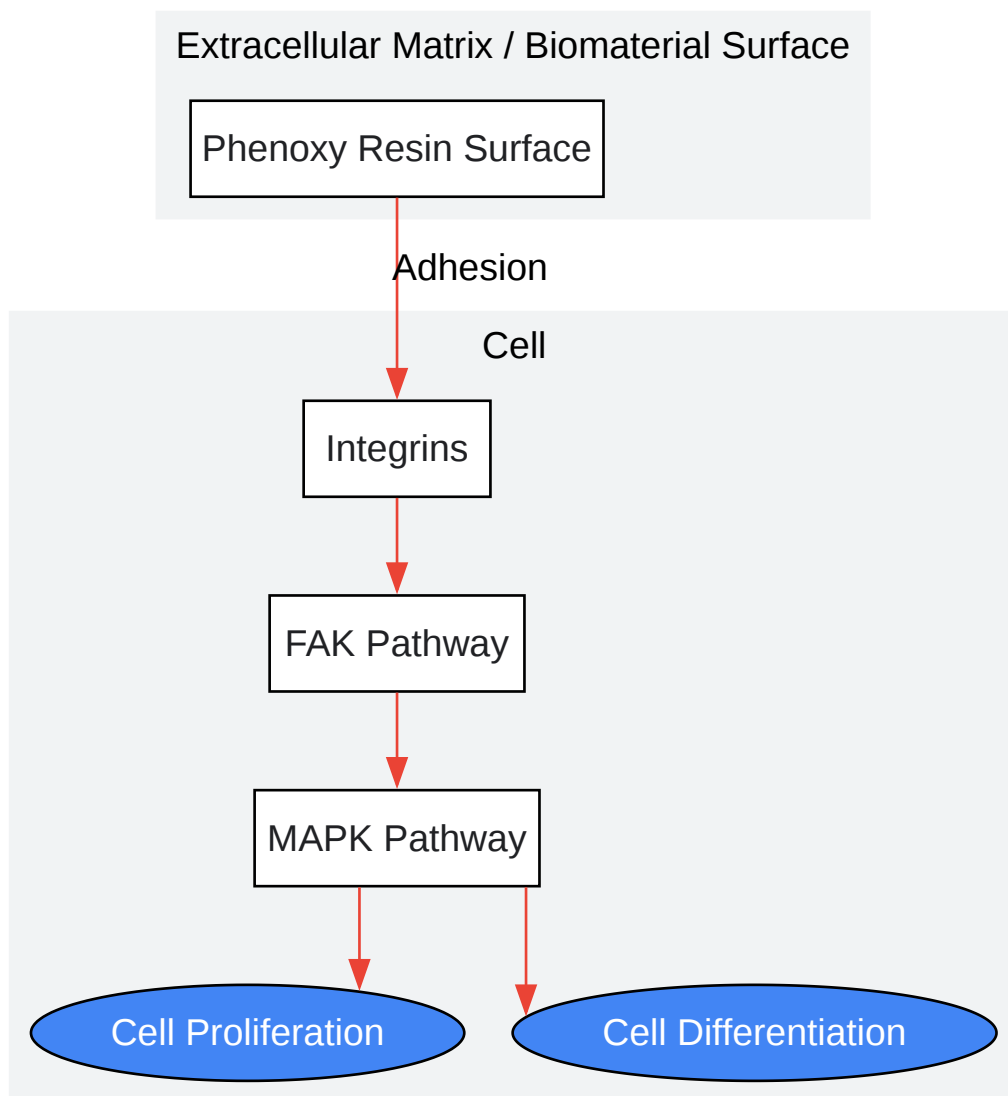 Extracellular Matrix / Biomaterial Surface
Phenoxy Resin Surface
Adhesion
Cell
Integrins
FAK Pathway
MAPK Pathway
Cell Proliferation
Cell Differentiation